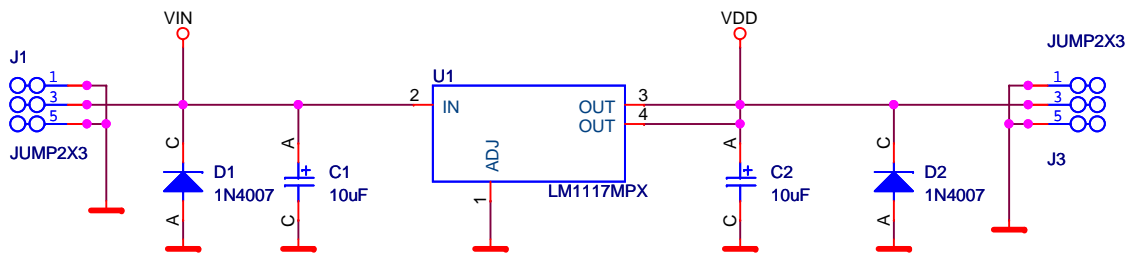 VIN
VDD
J1
1
3
5
JUMP2X3
C
D1
1N4007
A
A
+
C1
10uF
C
U1
2
IN
OUT
3
OUT
4
ADJ
1
LM1117MPX
A
+
C2
10uF
C
C
D2
1N4007
A
JUMP2X3
1
3
5
J3